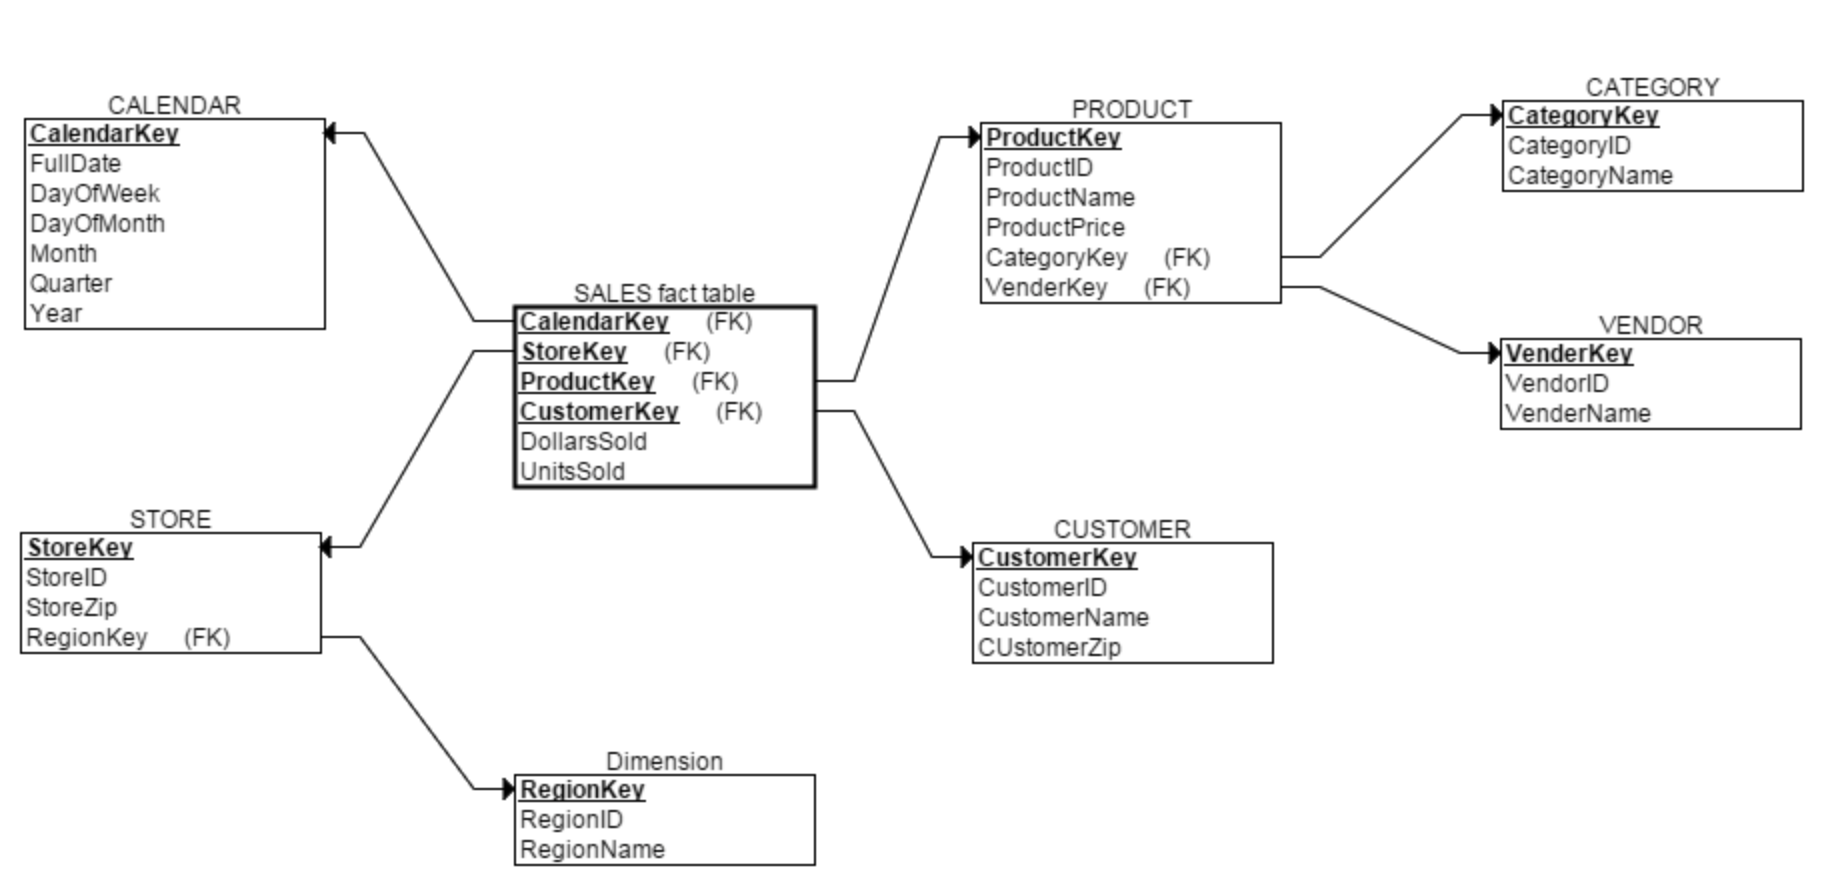 CALENDAR
CalendarKey
FullDate
DayOfWeek
DayOfMonth
Month
Quarter
Year
SALES fact table
CalendarKey (FK)
StoreKey (FK)
ProductKey (FK)
CustomerKey (FK)
DollarsSold
UnitsSold
PRODUCT
ProductKey
ProductID
ProductName
ProductPrice
CategoryKey (FK)
VenderKey (FK)
CATEGORY
CategoryKey
CategoryID
CategoryName
VENDOR
VenderKey
VendorID
VenderName
STORE
StoreKey
StoreID
StoreZip
RegionKey (FK)
CUSTOMER
CustomerKey
CustomerID
CustomerName
CUstomerZip
Dimension
RegionKey
RegionID
RegionName